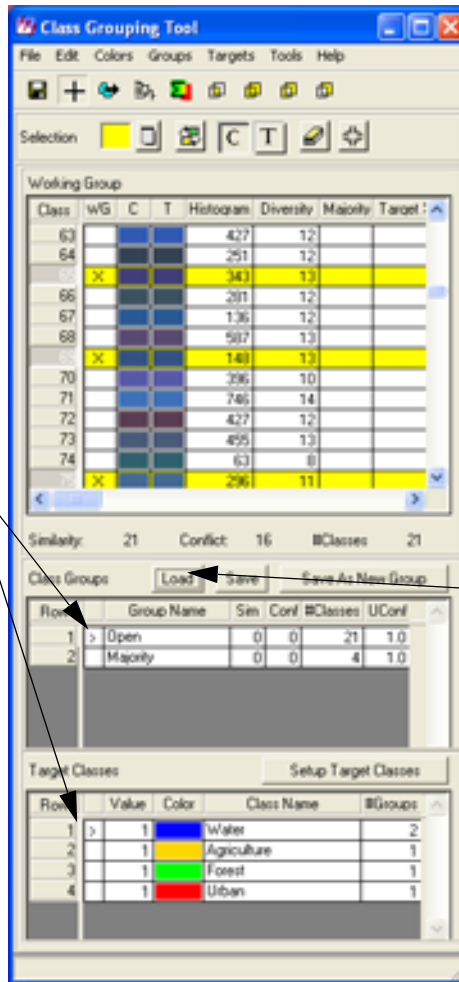 Class Grouping Tool
File Edit Colors Groups Targets Tools Help
Selection C T
Working Group
Class WG C T Histogram Diversity Majority Target
63 427 12
64 251 12
X 343 13
66 281 12
67 136 12
68 587 13
X 148 13
70 396 10
71 746 14
72 427 12
73 455 13
74 63 8
X 296 11
Similarity: 21 Conflict: 16 #Classes 21
Class Groups Load Save Save As New Group
Row Group Name Sim Conf #Classes UConf
1 > Open 0 0 21 1.0
2 Majority 0 0 4 1.0
Target Classes Setup Target Classes
Row Value Color Class Name #Groups
1 > 1 Water 2
2 1 Agriculture 1
3 1 Forest 1
4 1 Urban 1